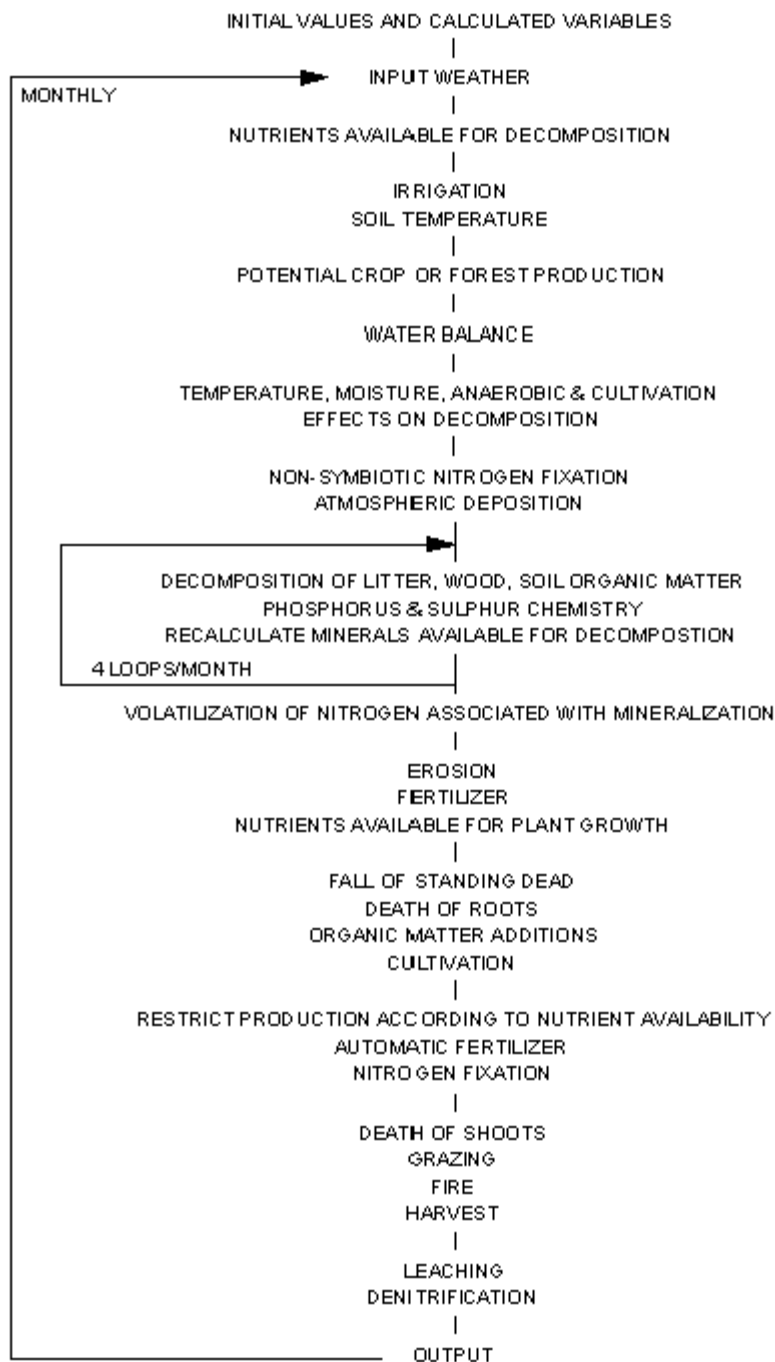 INITIAL VALUES AND CALCULATED VARIABLES
INPUT WEATHER
MONTHLY
NUTRIENTS AVAILABLE FOR DECOMPOSITION
IRRIGATION
SOIL TEMPERATURE
POTENTIAL CROP OR FOREST PRODUCTION
WATER BALANCE
TEMPERATURE, MOISTURE, ANAEROBIC & CULTIVATION
EFFECTS ON DECOMPOSITION
NON-SYMBIOTIC NITROGEN FIXATION
ATMOSPHERIC DEPOSITION
DECOMPOSITION OF LITTER, WOOD, SOIL ORGANIC MATTER
PHOSPHORUS & SULPHUR CHEMISTRY
RECALCULATE MINERALS AVAILABLE FOR DECOMPOSTION
4 LOOPS/MONTH
VOLATILIZATION OF NITROGEN ASSOCIATED WITH MINERALIZATION
EROSION
FERTILIZER
NUTRIENTS AVAILABLE FOR PLANT GROWTH
FALL OF STANDING DEAD
DEATH OF ROOTS
ORGANIC MATTER ADDITIONS
CULTIVATION
RESTRICT PRODUCTION ACCORDING TO NUTRIENT AVAILABILITY
AUTOMATIC FERTILIZER
NITROGEN FIXATION
DEATH OF SHOOTS
GRAZING
FIRE
HARVEST
LEACHING
DENITRIFICATION
OUTPUT